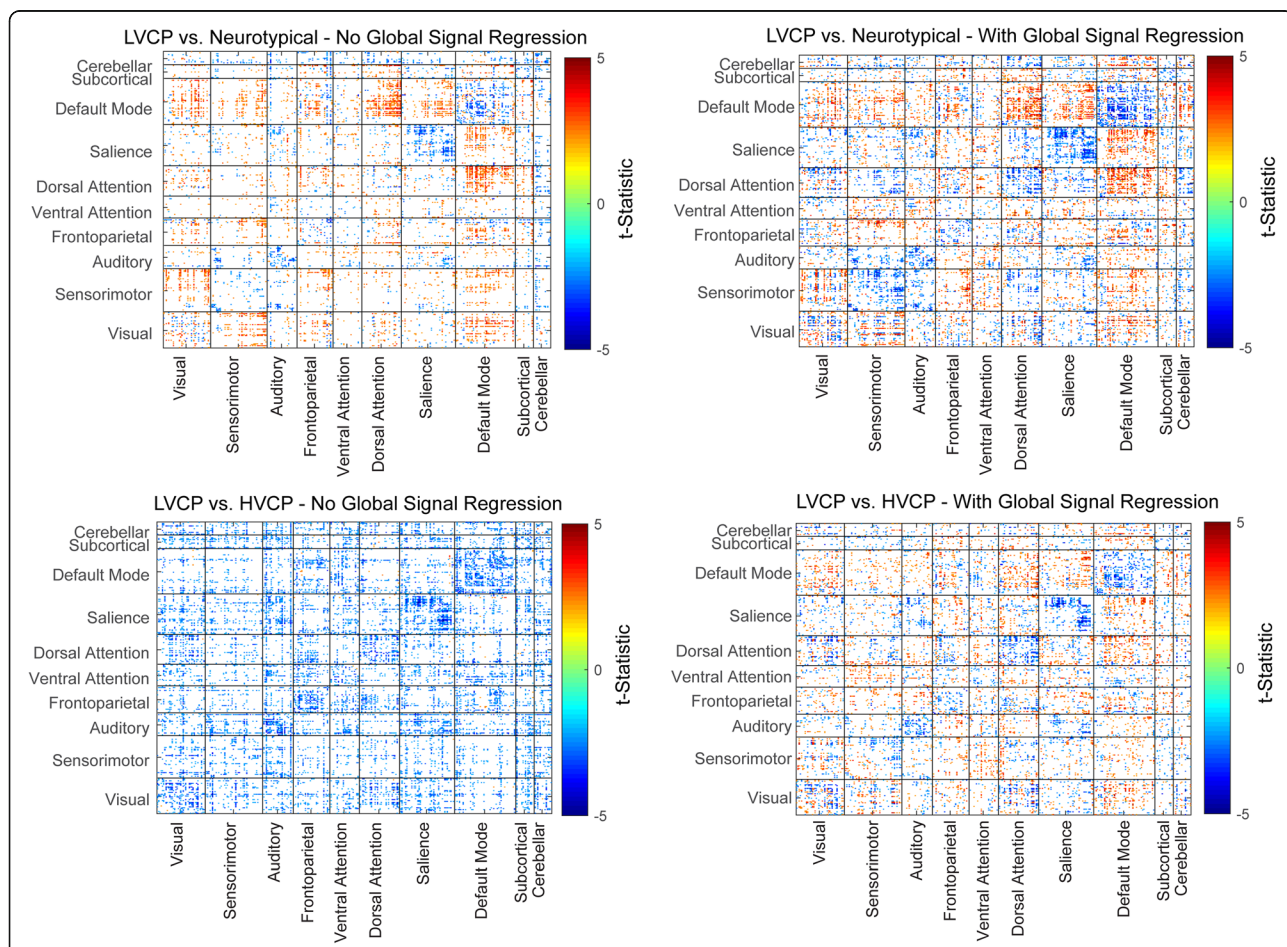 LVCP vs. Neurotypical - No Global Signal Regression
Cerebellar
Subcortical
Default Mode
Salience
Dorsal Attention
Ventral Attention
Frontoparietal
Auditory
Sensorimotor
Visual
Visual
Sensorimotor
Auditory
Frontoparietal
Ventral Attention
Dorsal Attention
Salience
Default Mode
Subcortical
Cerebellar
5
0
-5
t-Statistic
LVCP vs. Neurotypical - With Global Signal Regression
Cerebellar
Subcortical
Default Mode
Salience
Dorsal Attention
Ventral Attention
Frontoparietal
Auditory
Sensorimotor
Visual
Visual
Sensorimotor
Auditory
Frontoparietal
Ventral Attention
Dorsal Attention
Salience
Default Mode
Subcortical
Cerebellar
5
0
-5
t-Statistic
LVCP vs. HVCP - No Global Signal Regression
Cerebellar
Subcortical
Default Mode
Salience
Dorsal Attention
Ventral Attention
Frontoparietal
Auditory
Sensorimotor
Visual
Visual
Sensorimotor
Auditory
Frontoparietal
Ventral Attention
Dorsal Attention
Salience
Default Mode
Subcortical
Cerebellar
5
0
-5
t-Statistic
LVCP vs. HVCP - With Global Signal Regression
Cerebellar
Subcortical
Default Mode
Salience
Dorsal Attention
Ventral Attention
Frontoparietal
Auditory
Sensorimotor
Visual
Visual
Sensorimotor
Auditory
Frontoparietal
Ventral Attention
Dorsal Attention
Salience
Default Mode
Subcortical
Cerebellar
5
0
-5
t-Statistic